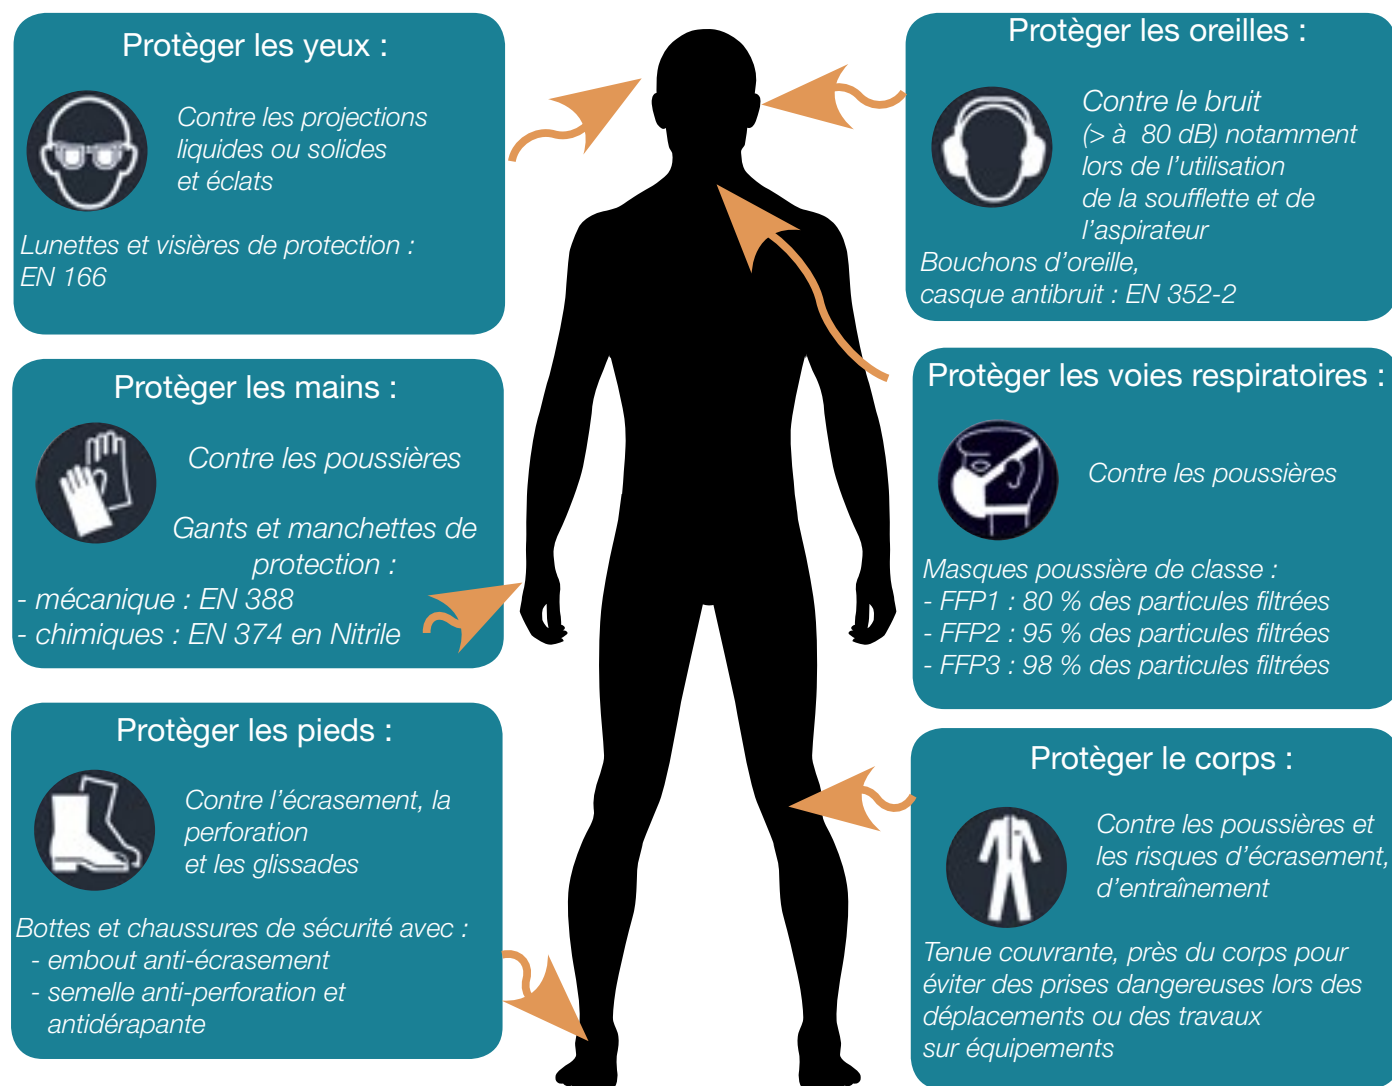 Protèger les yeux :
Contre les projections
liquides ou solides
et éclats
Lunettes et visières de protection :
EN 166
Protèger les oreilles :
Contre le bruit
(> à  80 dB) notamment
lors de l’utilisation
de la soufflette et de
l’aspirateur
Bouchons d’oreille,
casque antibruit : EN 352-2
Protèger les mains :
Contre les poussières
Gants et manchettes de
protection :
- mécanique : EN 388
- chimiques : EN 374 en Nitrile
Protèger les voies respiratoires :
Contre les poussières
Masques poussière de classe :
- FFP1 : 80 % des particules filtrées
- FFP2 : 95 % des particules filtrées
- FFP3 : 98 % des particules filtrées
Protèger les pieds :
Contre l’écrasement, la
perforation
et les glissades
Bottes et chaussures de sécurité avec :
- embout anti-écrasement
- semelle anti-perforation et
antidérapante
Protèger le corps :
Contre les poussières et
les risques d’écrasement,
d’entraînement
Tenue couvrante, près du corps pour
éviter des prises dangereuses lors des
déplacements ou des travaux
sur équipements